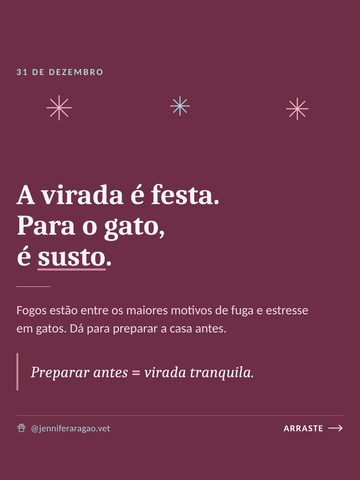 31 DE DEZEMBRO
A virada é festa.
Para o gato,
é susto.
Fogos estão entre os maiores motivos de fuga e estresse
em gatos. Dá para preparar a casa antes.
Preparar antes = virada tranquila.
@jenniferaragao.vet
ARRASTE